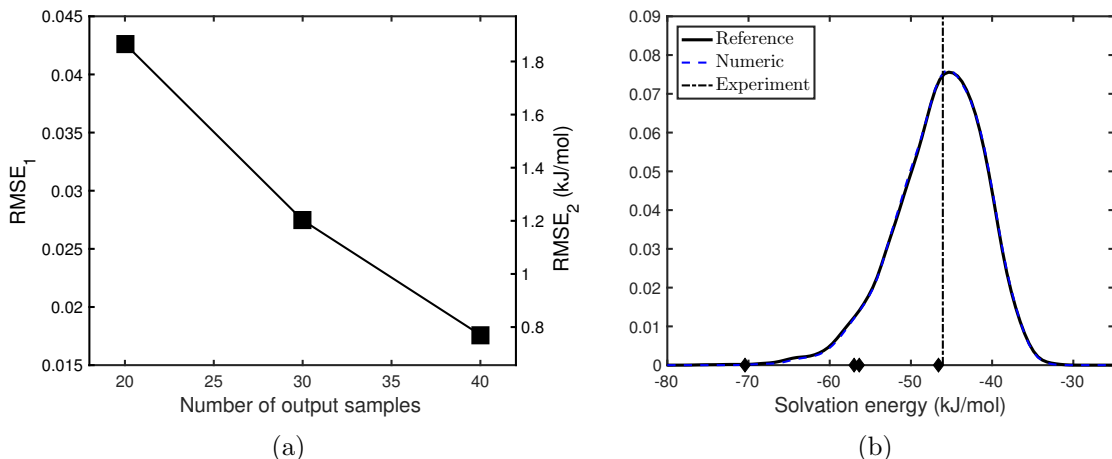 0.045
0.04
0.035
0.03
0.025
0.02
0.015
RMSE1
20 25 30 35 40
Number of output samples
1.8
1.6
1.4
1.2
1
0.8
RMSE2 (kJ/mol)
(a)
0.09
0.08
0.07
0.06
0.05
0.04
0.03
0.02
0.01
0
Reference
Numeric
Experiment
-80 -70 -60 -50 -40 -30
Solvation energy (kJ/mol)
(b)